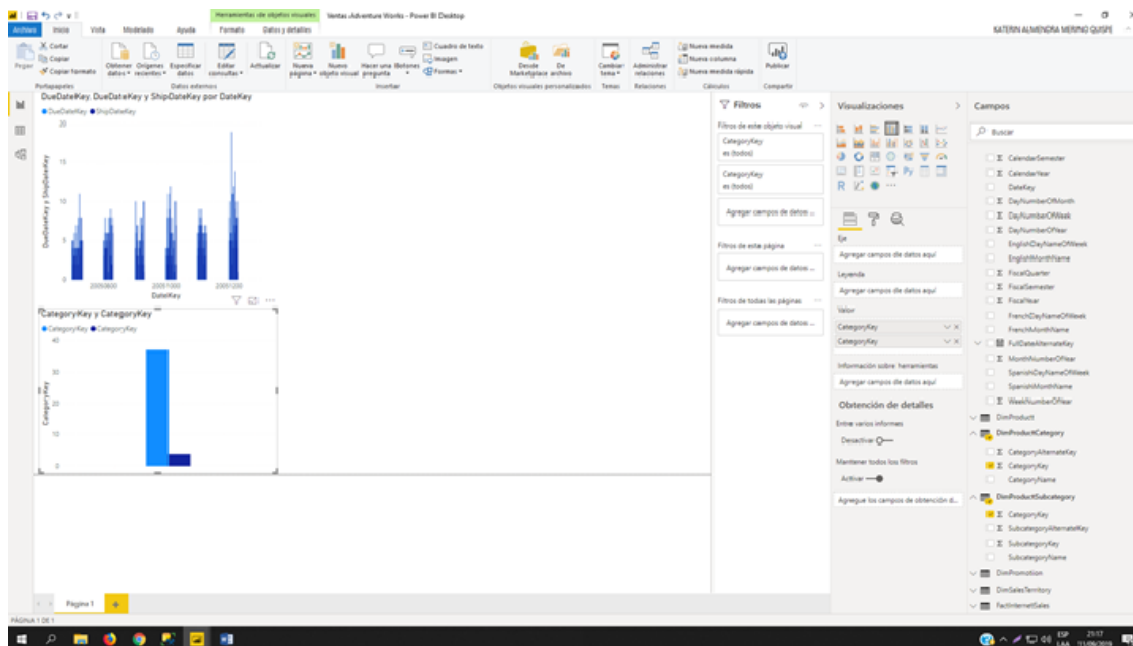 Herramientas de objetos visuales
Ventas Adventure Works - Power BI Desktop
Archivo Inicio Vista Modelado Ayuda Formato Datos y detalles
KATERIN ALMENDRA MERINO QUISPE
Pegar
Cortar
Copiar
Copiar formato
Portapapeles
Obtener datos
Orígenes recientes
Especificar datos
Editar consultas
Actualizar
Datos externos
Nueva página
Nuevo objeto visual
Hacer una pregunta
Botones
Cuadro de texto
Imagen
Formas
Insertar
Desde Marketplace
De archivo
Objetos visuales personalizados
Cambiar tema
Temas
Administrar relaciones
Relaciones
Nueva medida
Nueva columna
Nueva medida rápida
Cálculos
Publicar
Compartir
DueDateKey, DueDateKey y ShipDateKey por DateKey
DueDateKey ShipDateKey
DueDateKey y ShipDateKey
20
15
10
5
0
20050800 20051000 20051200
DateKey
CategoryKey y CategoryKey
CategoryKey CategoryKey
CategoryKey
40
30
20
10
0
Filtros
Filtros de este objeto visual
CategoryKey
es (todos)
CategoryKey
es (todos)
Agregar campos de datos ...
Filtros de esta página
Agregar campos de datos ...
Filtros de todas las páginas
Agregar campos de datos ...
Visualizaciones
R
Py
Eje
Agregar campos de datos aquí
Leyenda
Agregar campos de datos aquí
Valor
CategoryKey
CategoryKey
Información sobre herramientas
Agregar campos de datos aquí
Obtención de detalles
Entre varios informes
Desactivar
Mantener todos los filtros
Activar
Agregue los campos de obtención d...
Campos
Buscar
CalendarSemester
CalendarYear
DateKey
DayNumberOfMonth
DayNumberOfWeek
DayNumberOfYear
EnglishDayNameOfWeek
EnglishMonthName
FiscalQuarter
FiscalSemester
FiscalYear
FrenchDayNameOfWeek
FrenchMonthName
FullDateAlternateKey
MonthNumberOfYear
SpanishDayNameOfWeek
SpanishMonthName
WeekNumberOfYear
DimProduct
DimProductCategory
CategoryAlternateKey
CategoryKey
CategoryName
DimProductSubcategory
CategoryKey
SubcategoryAlternateKey
SubcategoryKey
SubcategoryName
DimPromotion
DimSalesTerritory
FactInternetSales
Página 1
PÁGINA 1 DE 1
ESP
LAA
21:17